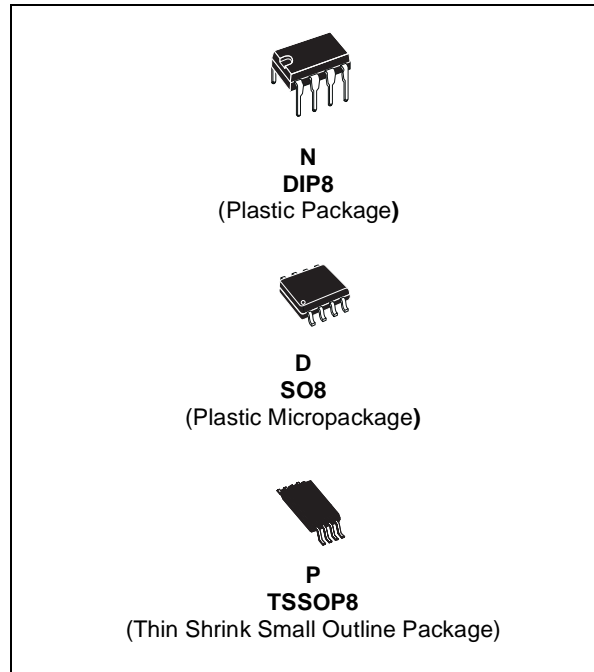 N
DIP8
(Plastic Package)
D
SO8
(Plastic Micropackage)
P
TSSOP8
(Thin Shrink Small Outline Package)